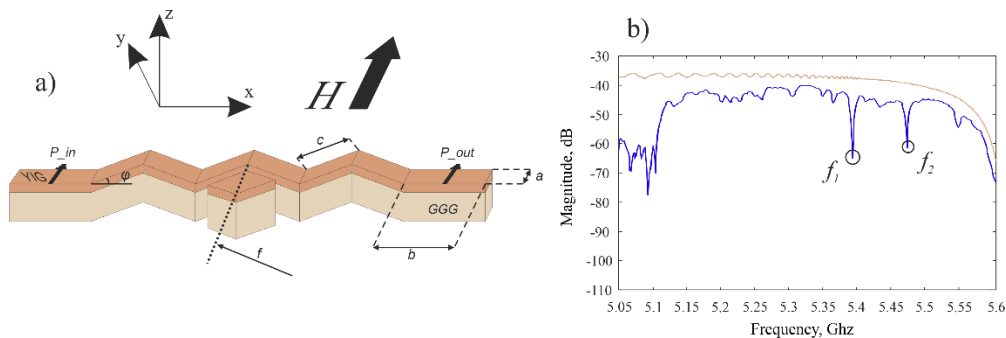 a)
z
y
x
H
P_in
YIG
φ
c
P_out
a
GGG
b
f
b)
Magnitude, dB
-30
-40
-50
-60
-70
-80
-90
-100
-110
f1
f2
5.05 5.1 5.15 5.2 5.25 5.3 5.35 5.4 5.45 5.5 5.55 5.6
Frequency, Ghz